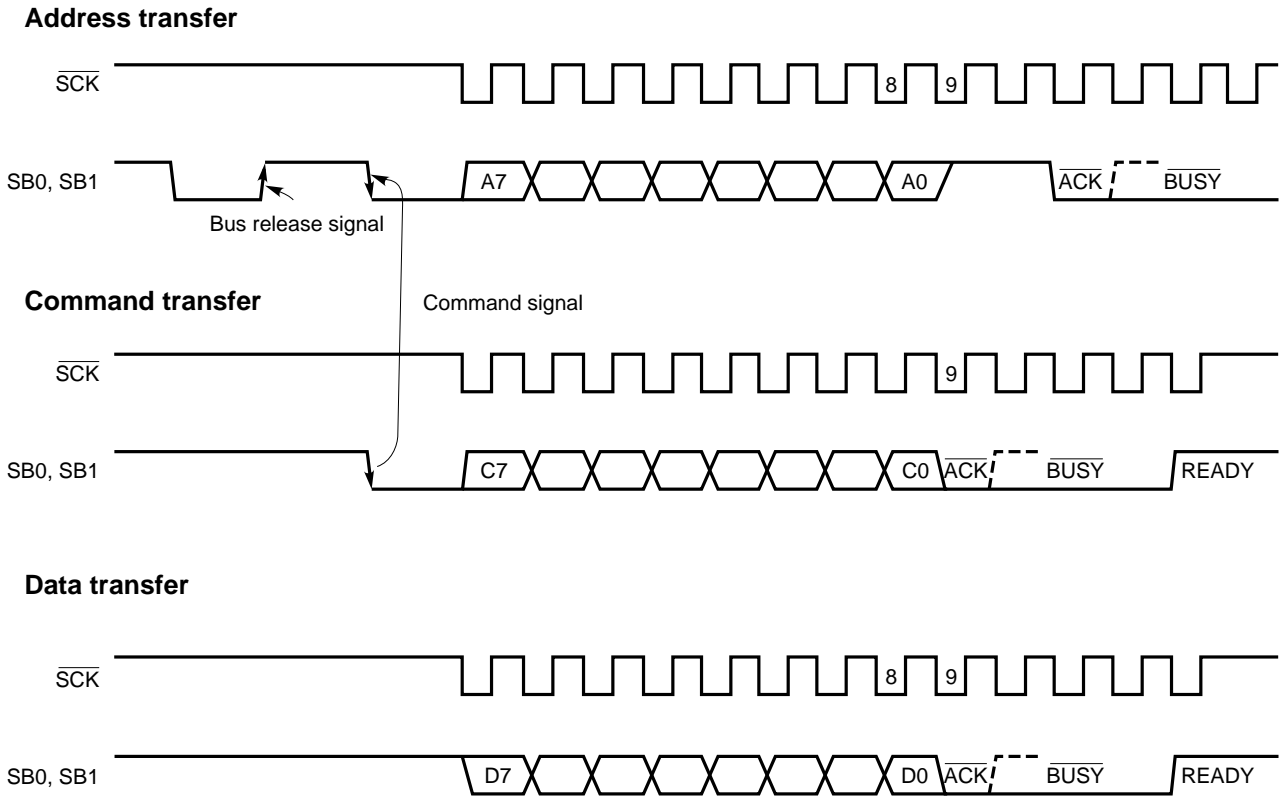 Address transfer
SCK
8 9
SB0, SB1 A7 A0 ACK BUSY
Bus release signal
Command transfer
Command signal
SCK
9
SB0, SB1 C7 C0 ACK BUSY READY
Data transfer
SCK
8 9
SB0, SB1 D7 D0 ACK BUSY READY